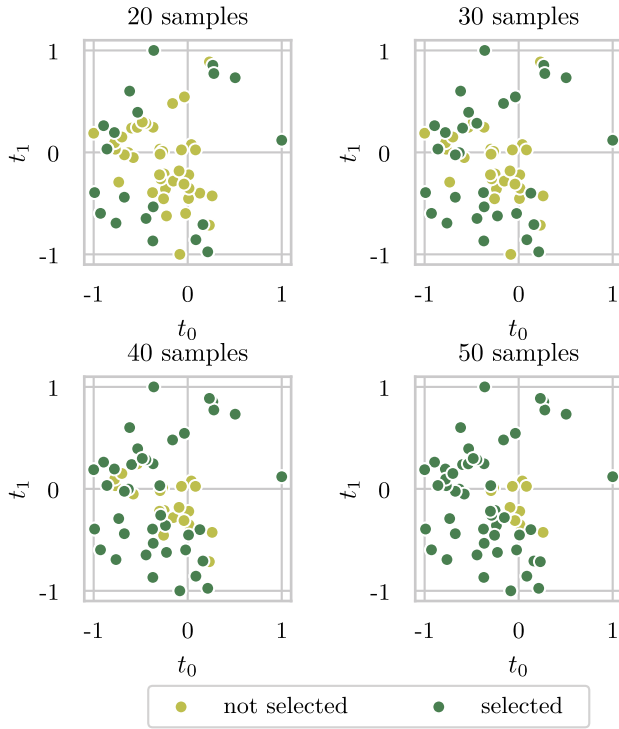 20 samples
30 samples
1
0
-1
t₁
-1
0
1
t₀
1
0
-1
t₁
-1
0
1
t₀
40 samples
50 samples
1
0
-1
t₁
-1
0
1
t₀
1
0
-1
t₁
-1
0
1
t₀
not selected
selected